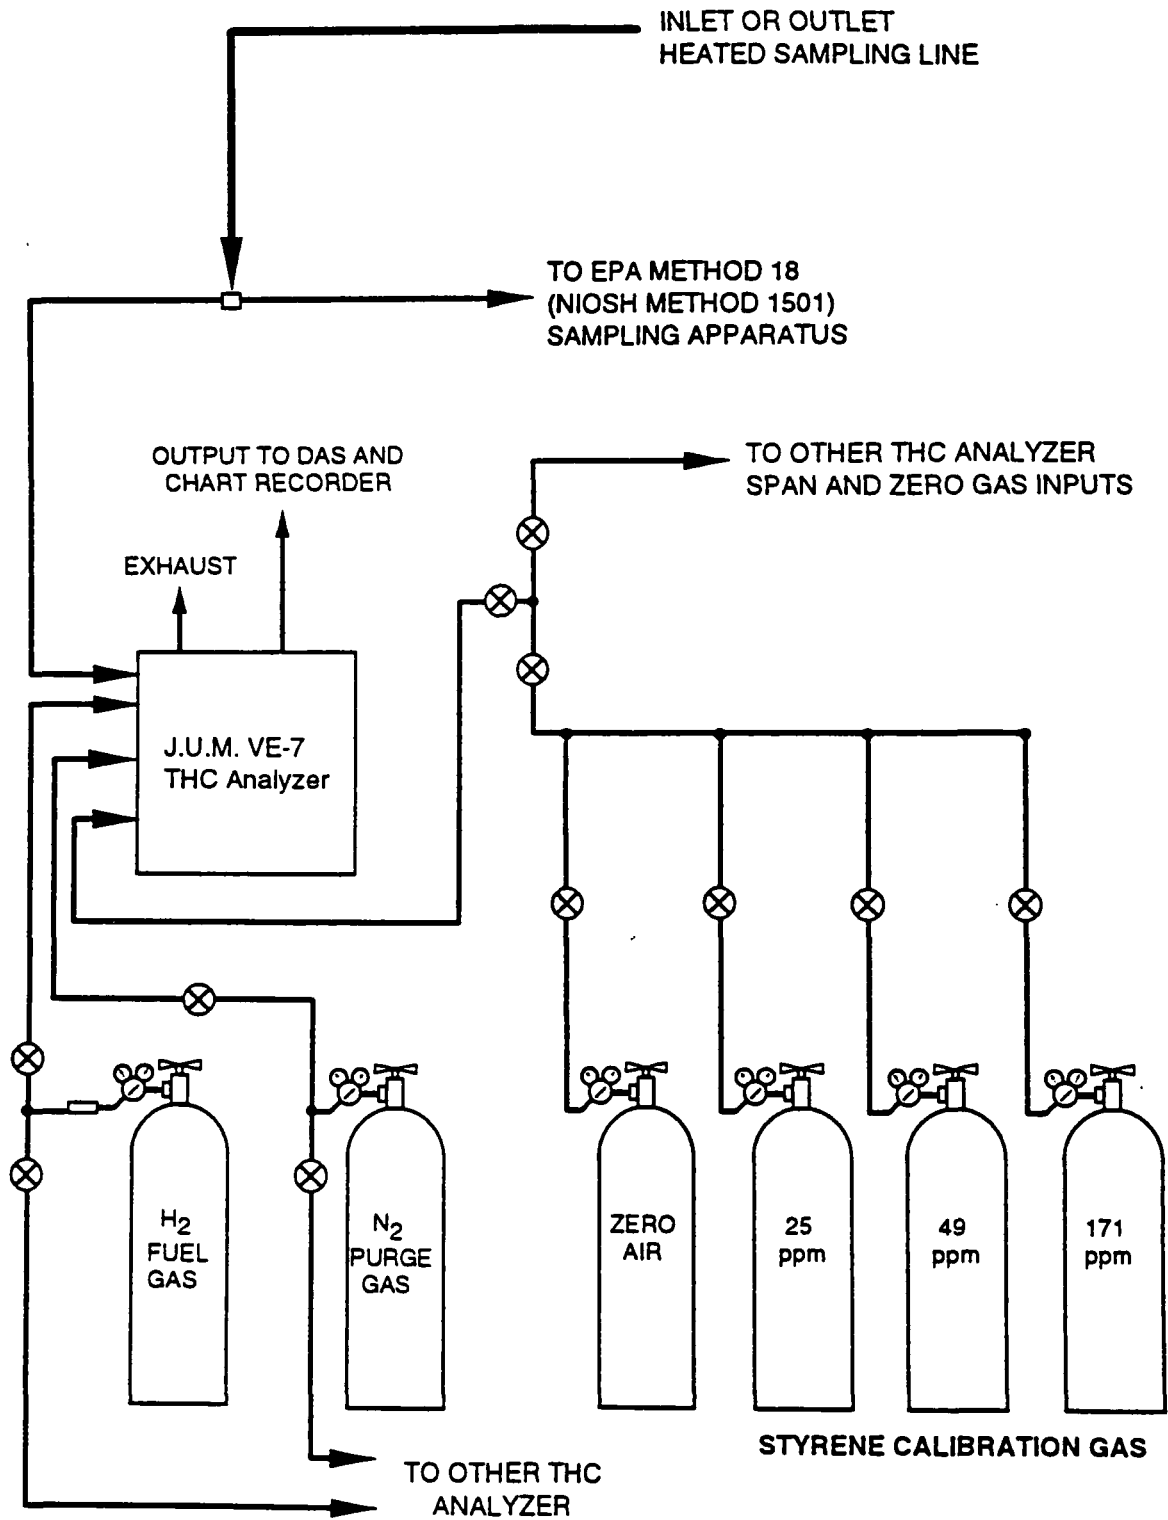 INLET OR OUTLET
HEATED SAMPLING LINE
TO EPA METHOD 18
(NIOSH METHOD 1501)
SAMPLING APPARATUS
OUTPUT TO DAS AND
CHART RECORDER
TO OTHER THC ANALYZER
SPAN AND ZERO GAS INPUTS
EXHAUST
J.U.M. VE-7
THC Analyzer
H2
FUEL
GAS
N2
PURGE
GAS
ZERO
AIR
25
ppm
49
ppm
171
ppm
STYRENE CALIBRATION GAS
TO OTHER THC
ANALYZER